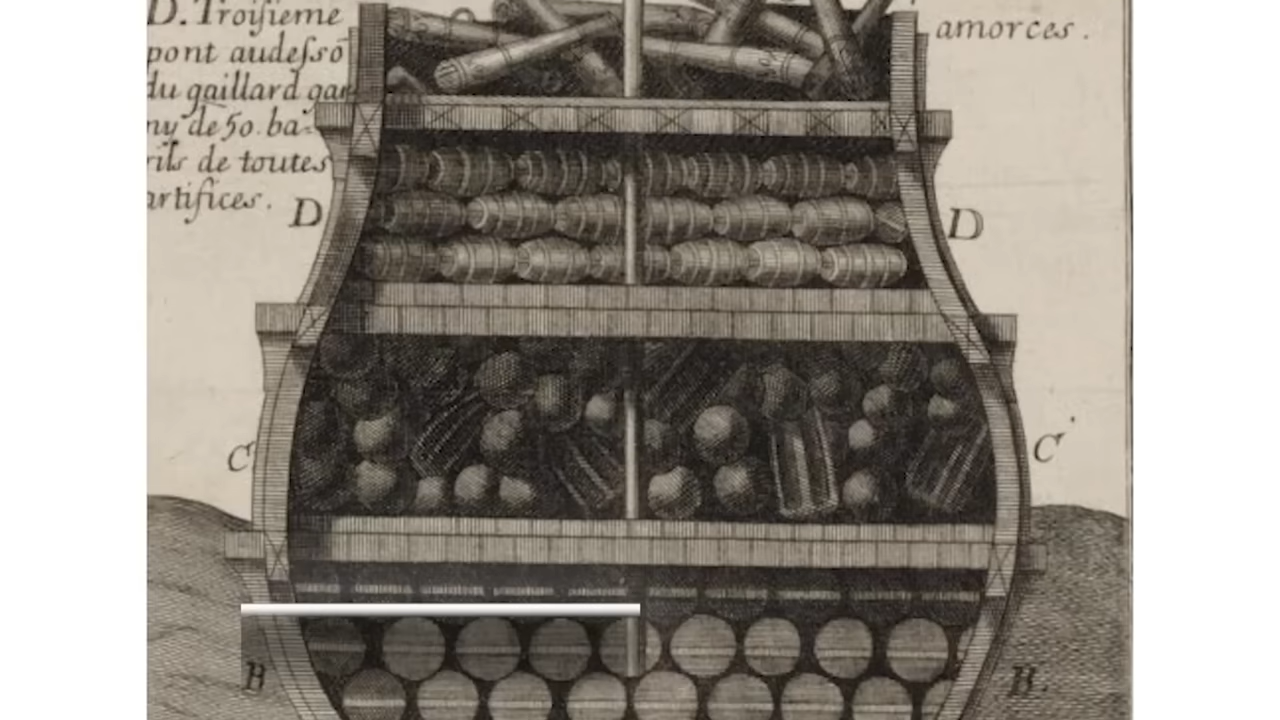 D. Troiſieme
pont audeſsō
du gaillard gar
ny de 50. ba-
rils de toutes
artifices.
amorces.
D
D
C
C
B
B.